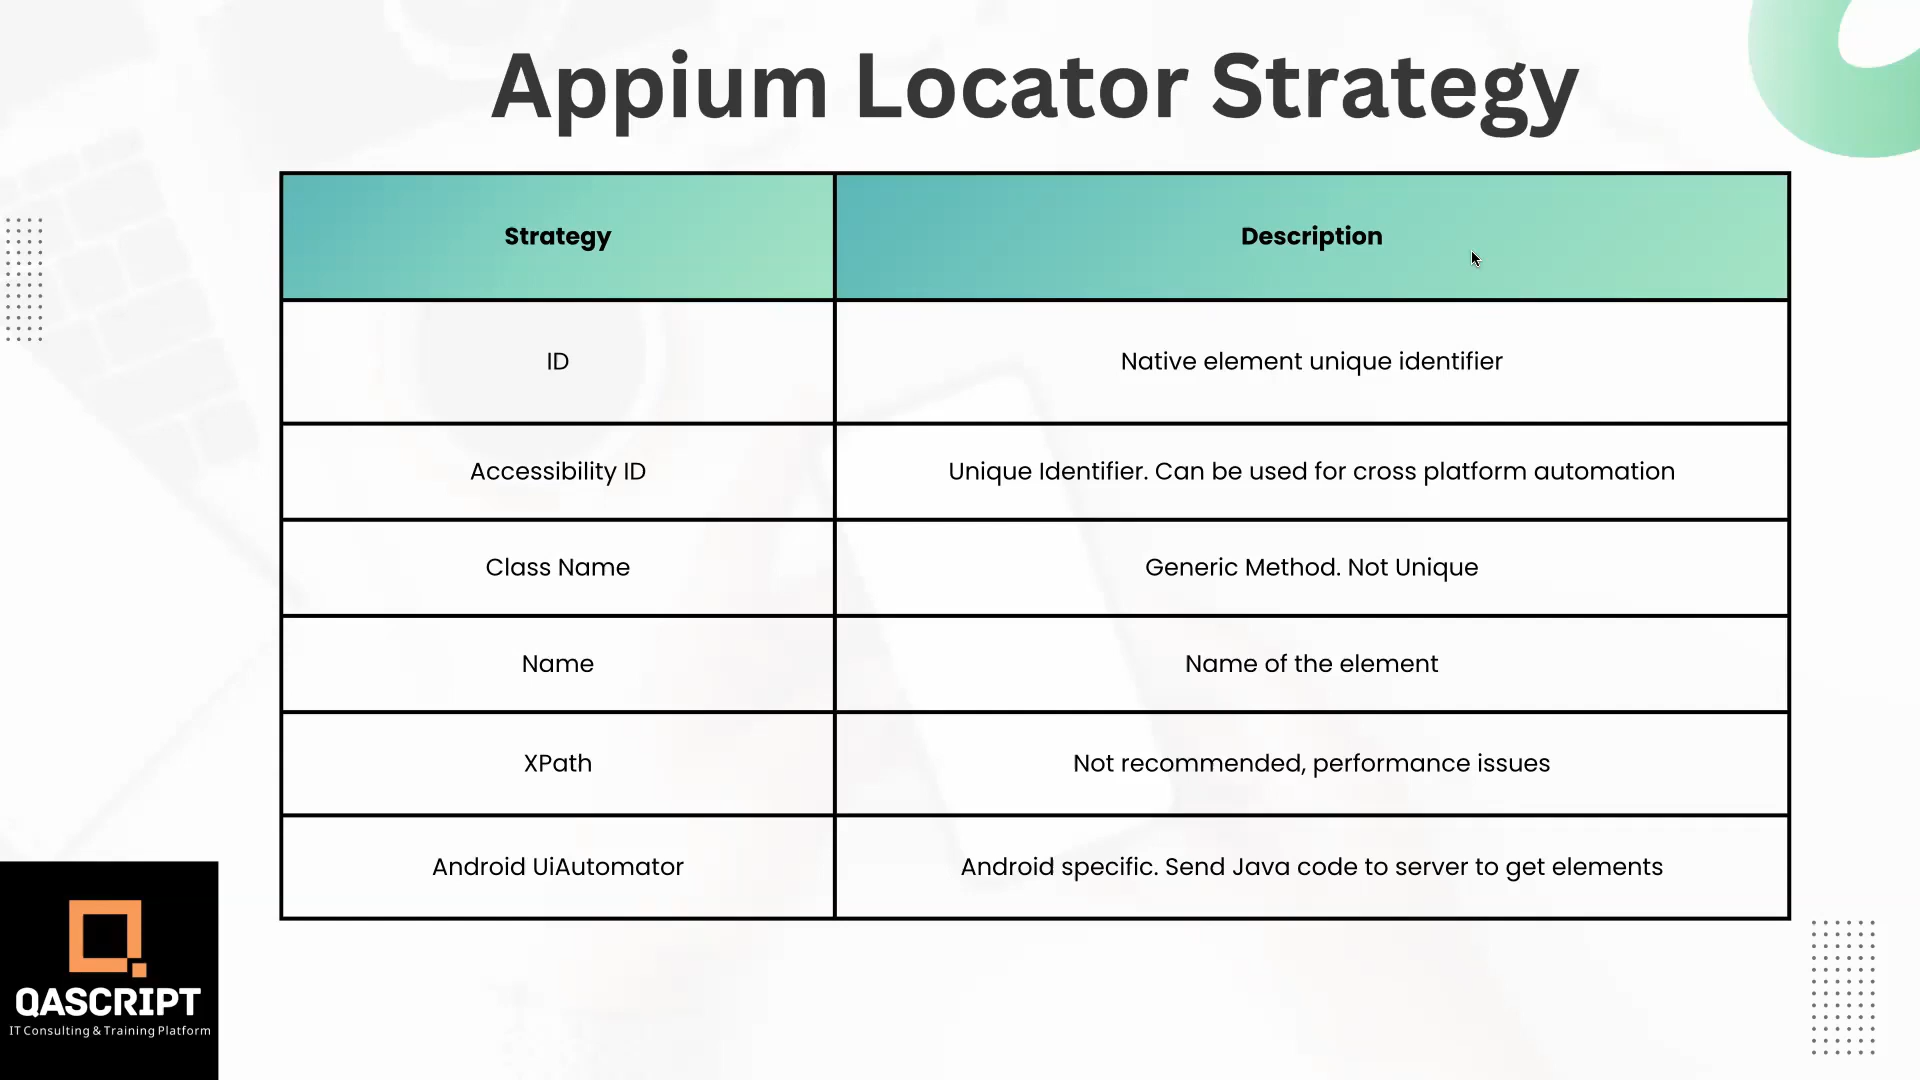 Appium Locator Strategy
Strategy
Description
ID
Native element unique identifier
Accessibility ID
Unique Identifier. Can be used for cross platform automation
Class Name
Generic Method. Not Unique
Name
Name of the element
XPath
Not recommended, performance issues
Android UiAutomator
Android specific. Send Java code to server to get elements
QASCRIPT
IT Consulting & Training Platform